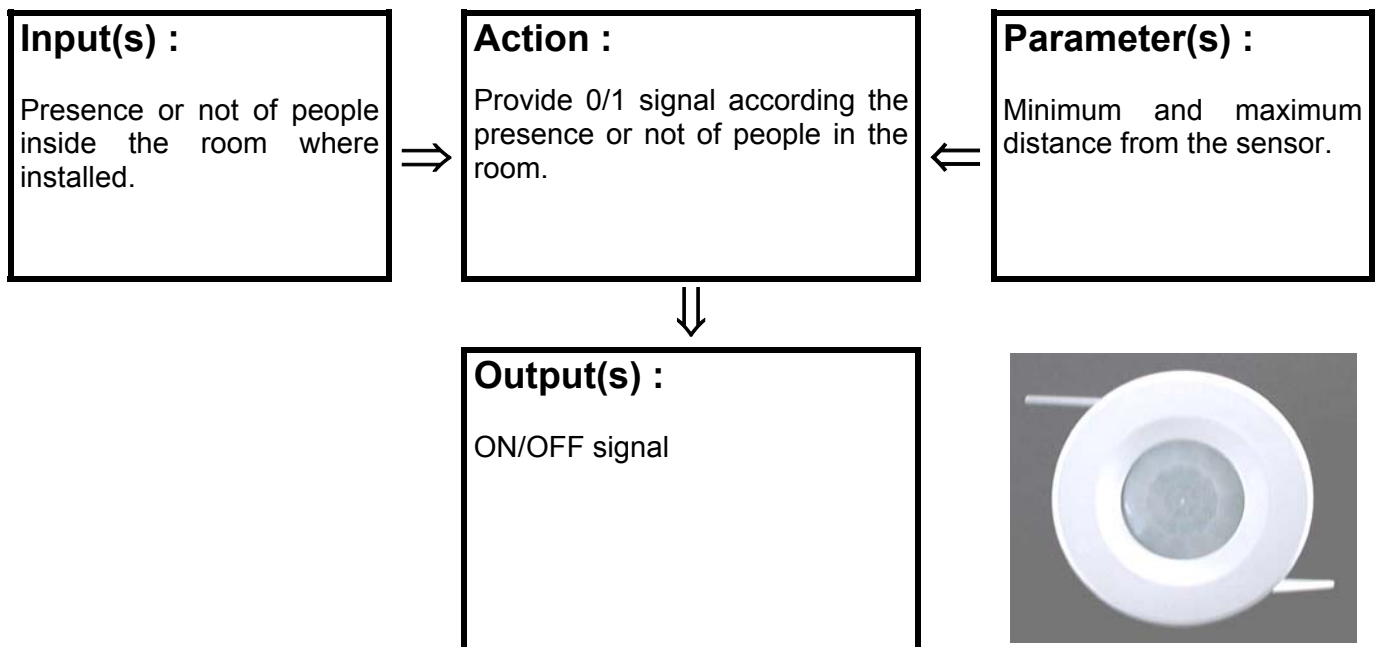 Input(s) :
Presence or not of people
inside the room where
installed.
⇒
Action :
Provide 0/1 signal according the
presence or not of people in the
room.
⇐
Parameter(s) :
Minimum and maximum
distance from the sensor.
⇓
Output(s) :
ON/OFF signal